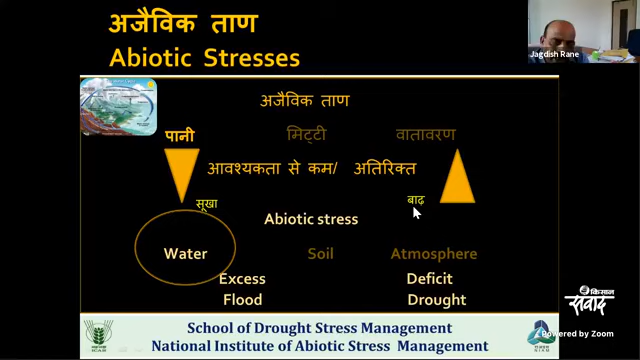 अजैविक ताण
Abiotic Stresses
Jagdish Rane
अजैविक ताण
पानी मिट्टी वातावरण
आवश्यकता से कम/ अतिरिक्त
सूखा बाढ़
Abiotic stress
Water Soil Atmosphere
Excess Deficit
Flood Drought
किसान
संवाद
Powered by Zoom
School of Drought Stress Management
National Institute of Abiotic Stress Management